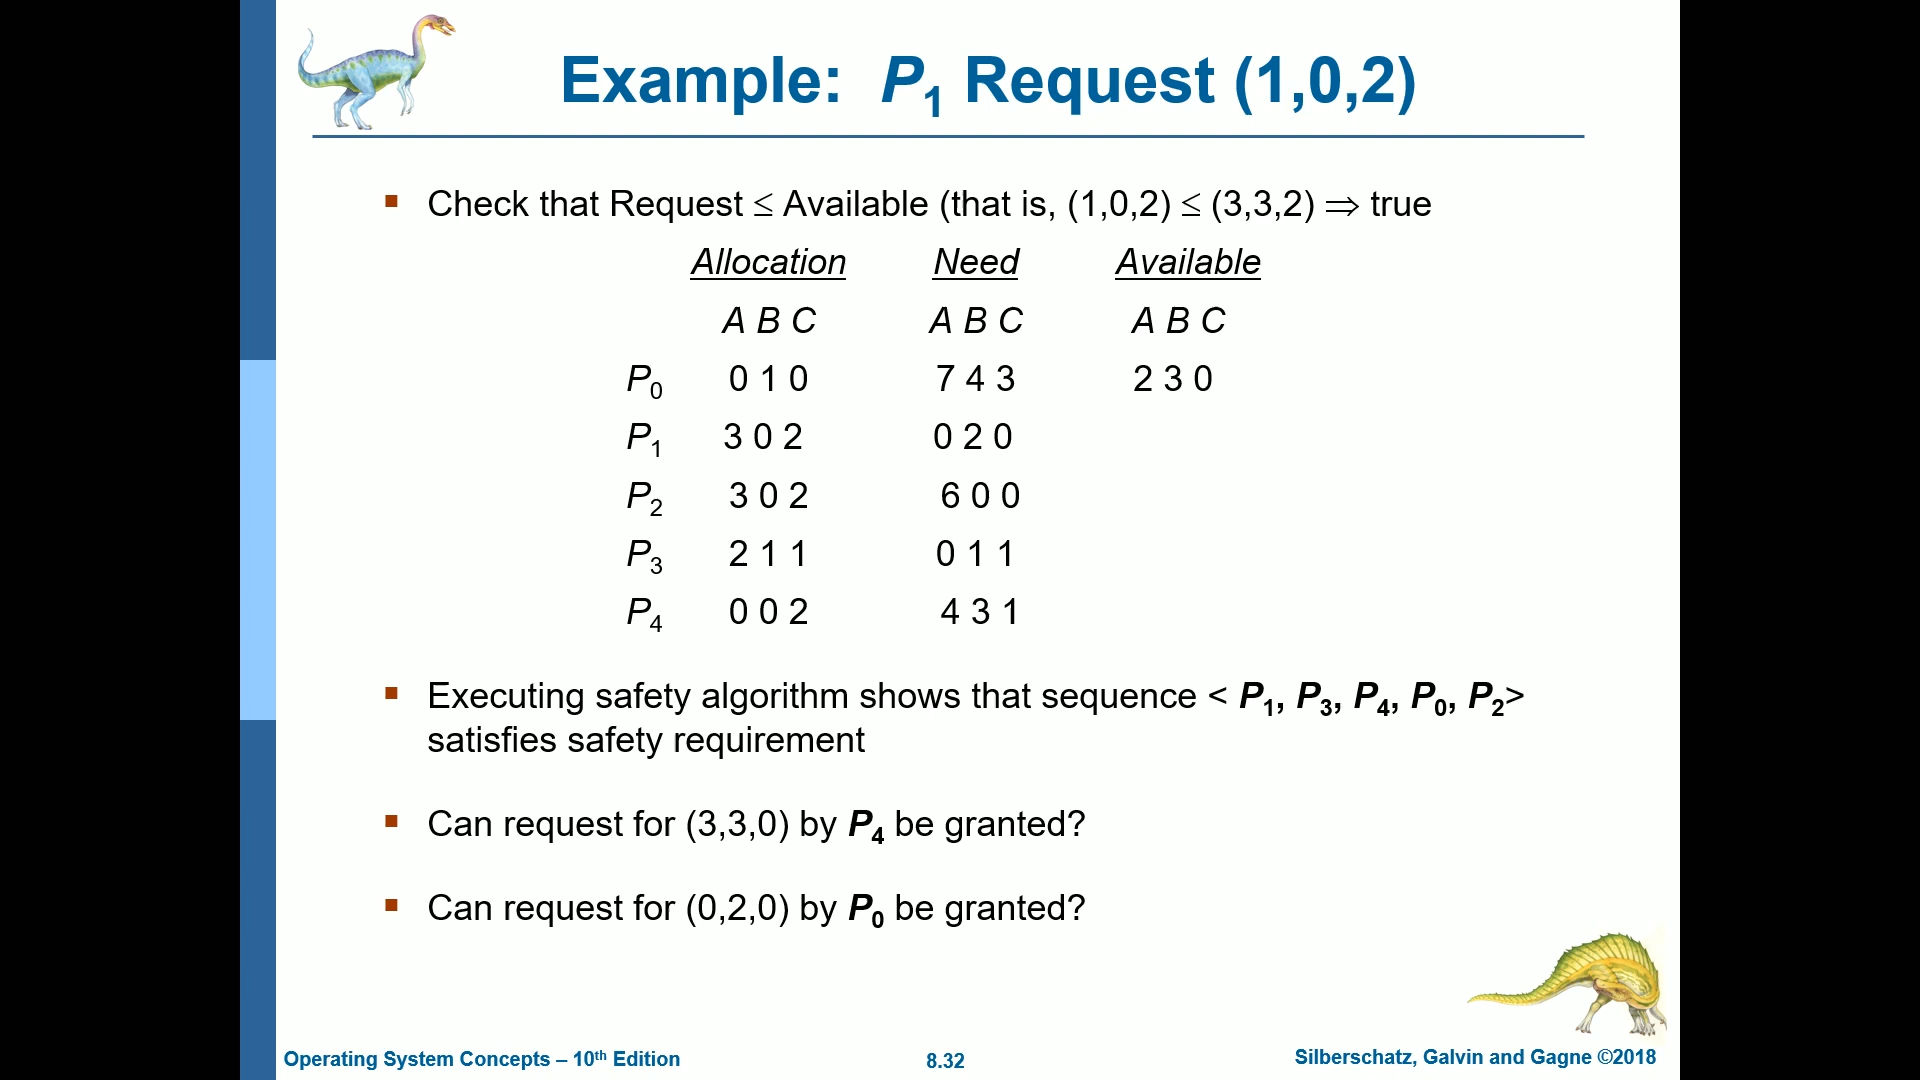 Example: P1 Request (1,0,2)
▪ Check that Request ≤ Available (that is, (1,0,2) ≤ (3,3,2) ⇒ true
Allocation Need Available
A B C A B C A B C
P0 0 1 0 7 4 3 2 3 0
P1 3 0 2 0 2 0
P2 3 0 2 6 0 0
P3 2 1 1 0 1 1
P4 0 0 2 4 3 1
▪ Executing safety algorithm shows that sequence < P1, P3, P4, P0, P2>
satisfies safety requirement
▪ Can request for (3,3,0) by P4 be granted?
▪ Can request for (0,2,0) by P0 be granted?
Operating System Concepts – 10th Edition 8.32 Silberschatz, Galvin and Gagne ©2018